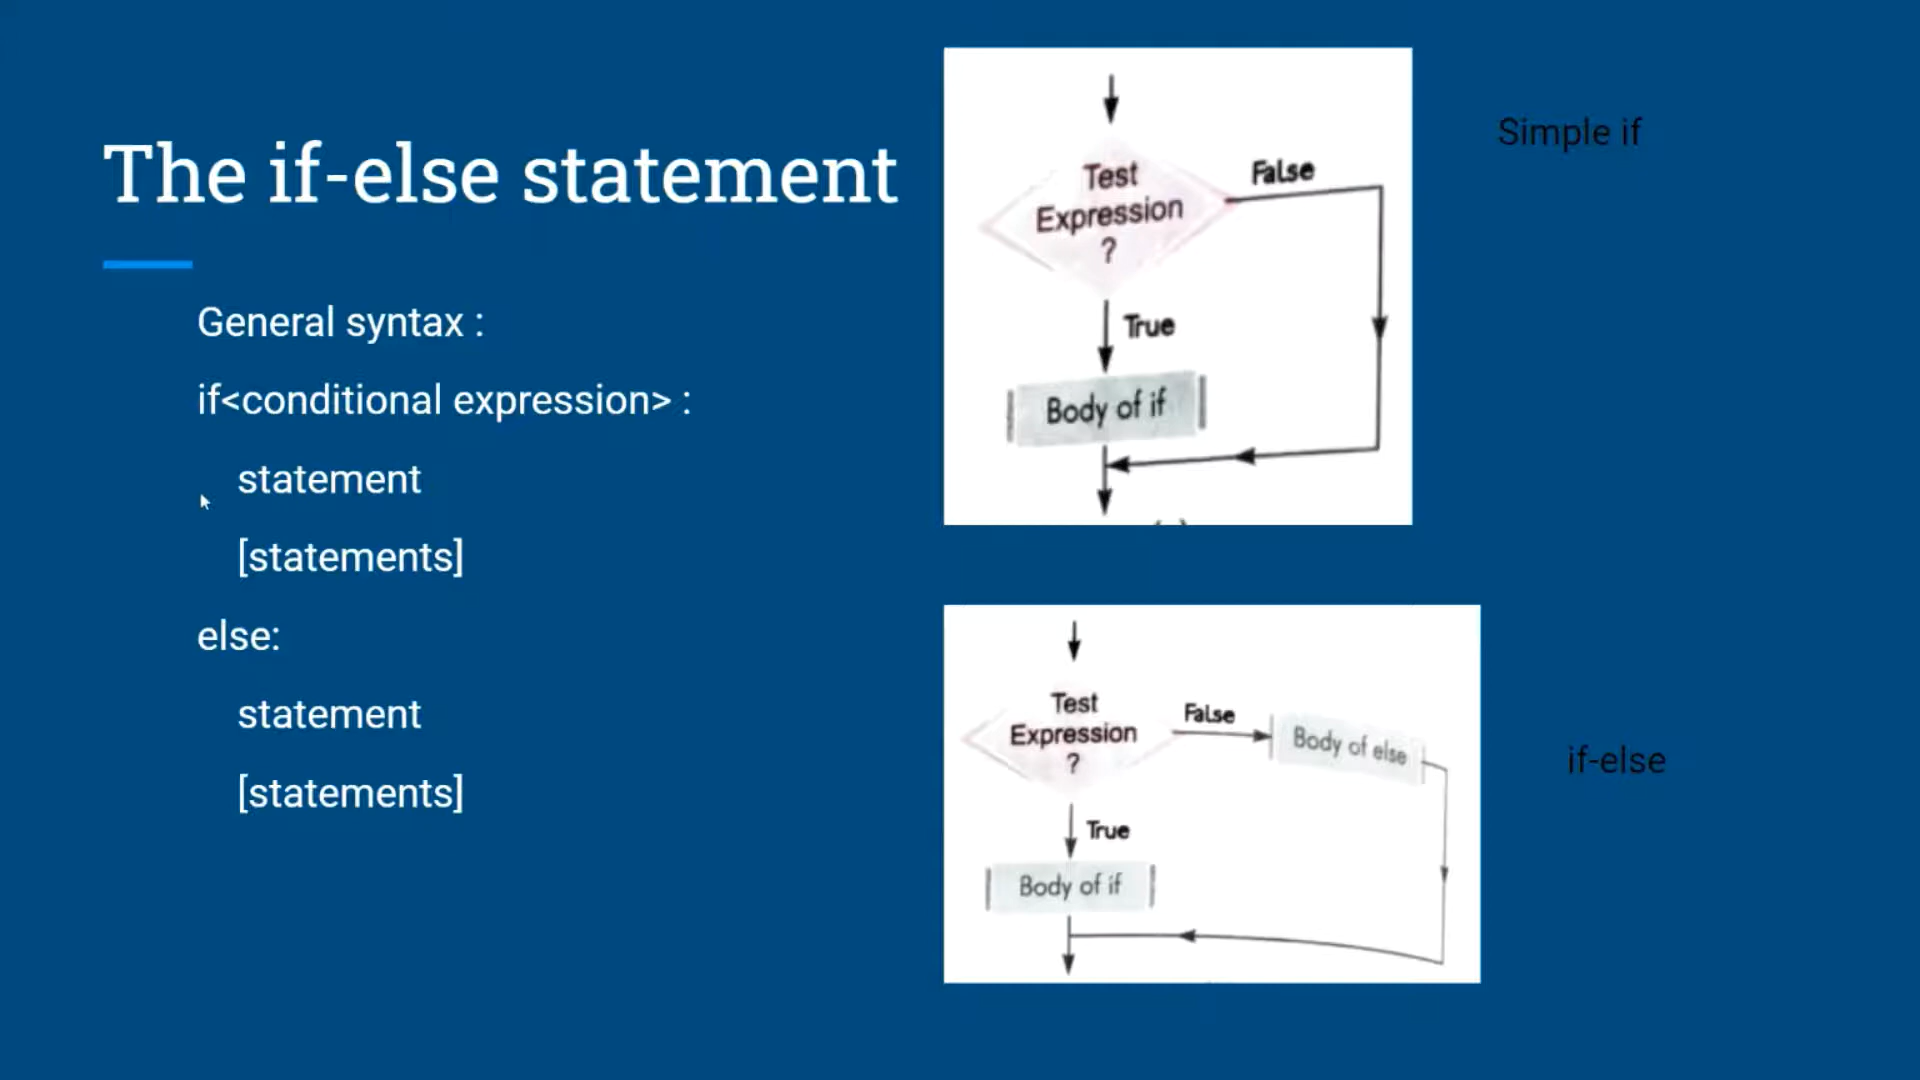 The if-else statement
General syntax :
if<conditional expression> :
statement
[statements]
else:
statement
[statements]
Test
Expression
?
False
True
Body of if
Simple if
Test
Expression
?
False
Body of else
True
Body of if
if-else